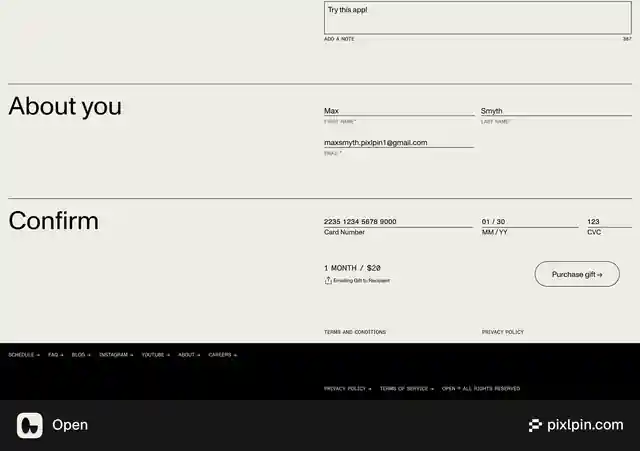 Try this app!
ADD A NOTE 387
About you
Max Smyth
FIRST NAME* LAST NAME*
maxsmyth.pixlpin1@gmail.com
EMAIL*
Confirm
2235 1234 5678 9000 01 / 30 123
Card Number MM / YY CVC
1 MONTH / $20
Emailing Gift to Recipient
Purchase gift →
TERMS AND CONDITIONS PRIVACY POLICY
SCHEDULE → FAQ → BLOG → INSTAGRAM → YOUTUBE → ABOUT → CAREERS →
PRIVACY POLICY → TERMS OF SERVICE → OPEN ™ ALL RIGHTS RESERVED
Open pixlpin.com